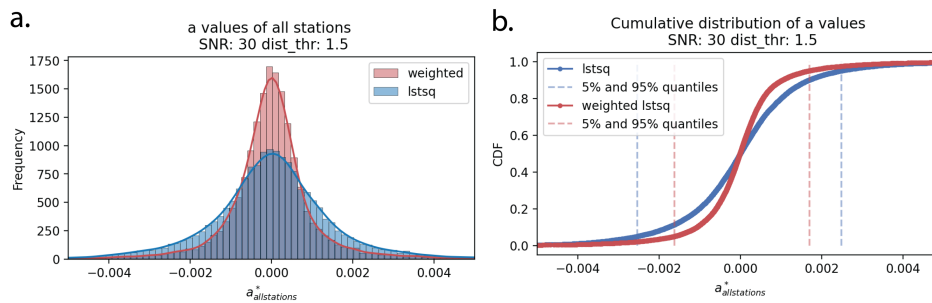 a.
a values of all stations
SNR: 30 dist_thr: 1.5
1750
1500
1250
1000
750
500
250
0
Frequency
weighted
lstsq
−0.004
−0.002
0.000
0.002
0.004
a*allstations
b.
Cumulative distribution of a values
SNR: 30 dist_thr: 1.5
1.0
0.8
0.6
0.4
0.2
0.0
CDF
lstsq
5% and 95% quantiles
weighted lstsq
5% and 95% quantiles
−0.004
−0.002
0.000
0.002
0.004
a*allstations